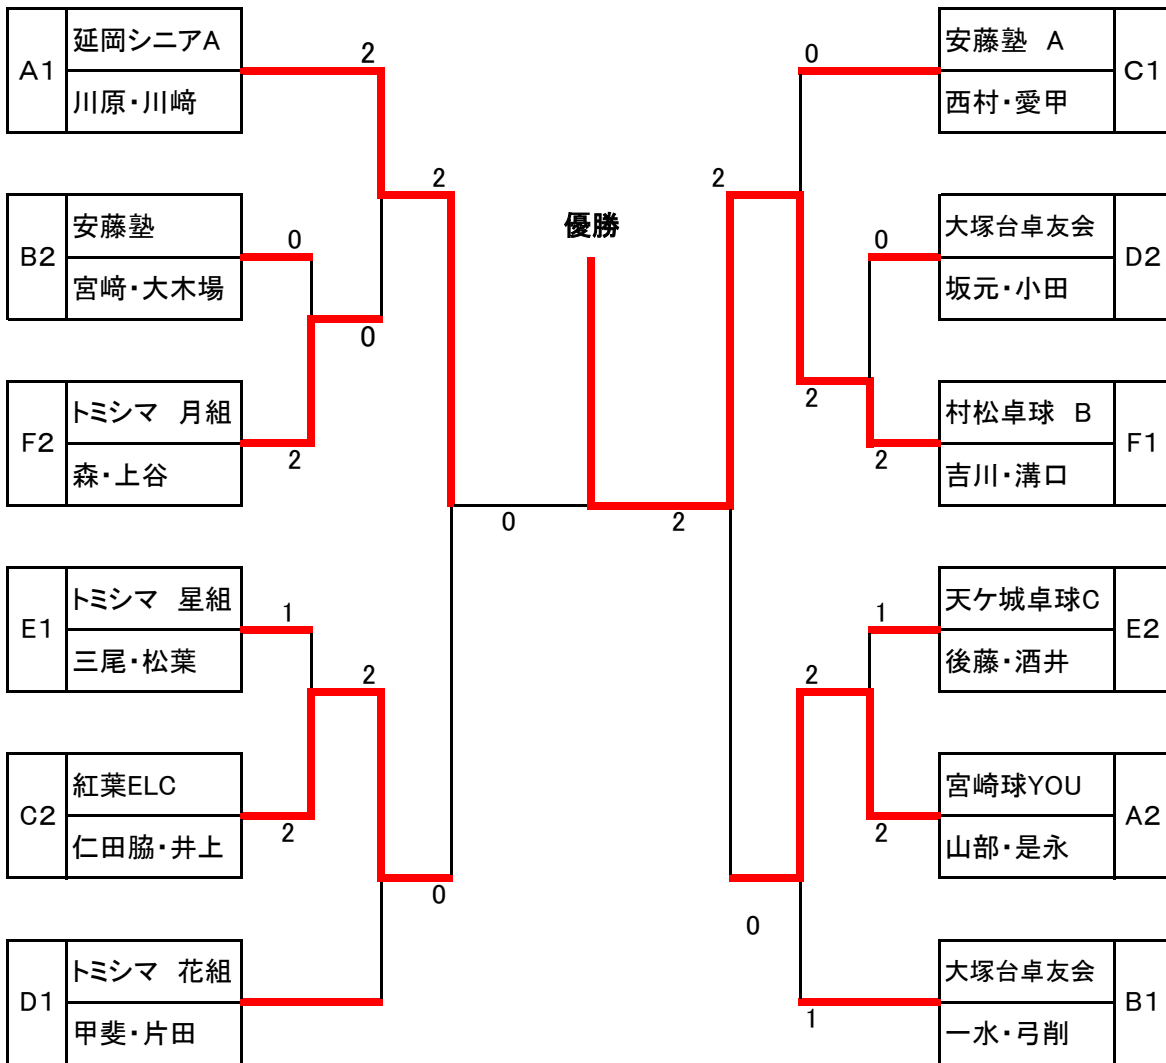 A1
延岡シニアA
川原・川﨑
2
B2
安藤塾
宮﨑・大木場
0
2
0
F2
トミシマ 月組
森・上谷
2
E1
トミシマ 星組
三尾・松葉
1
2
C2
紅葉ELC
仁田脇・井上
2
0
D1
トミシマ 花組
甲斐・片田
優勝
0
2
0
安藤塾 A
西村・愛甲
C1
2
0
大塚台卓友会
坂元・小田
D2
2
2
村松卓球 B
吉川・溝口
F1
1
天ケ城卓球C
後藤・酒井
E2
2
2
宮崎球YOU
山部・是永
A2
0
1
大塚台卓友会
一水・弓削
B1